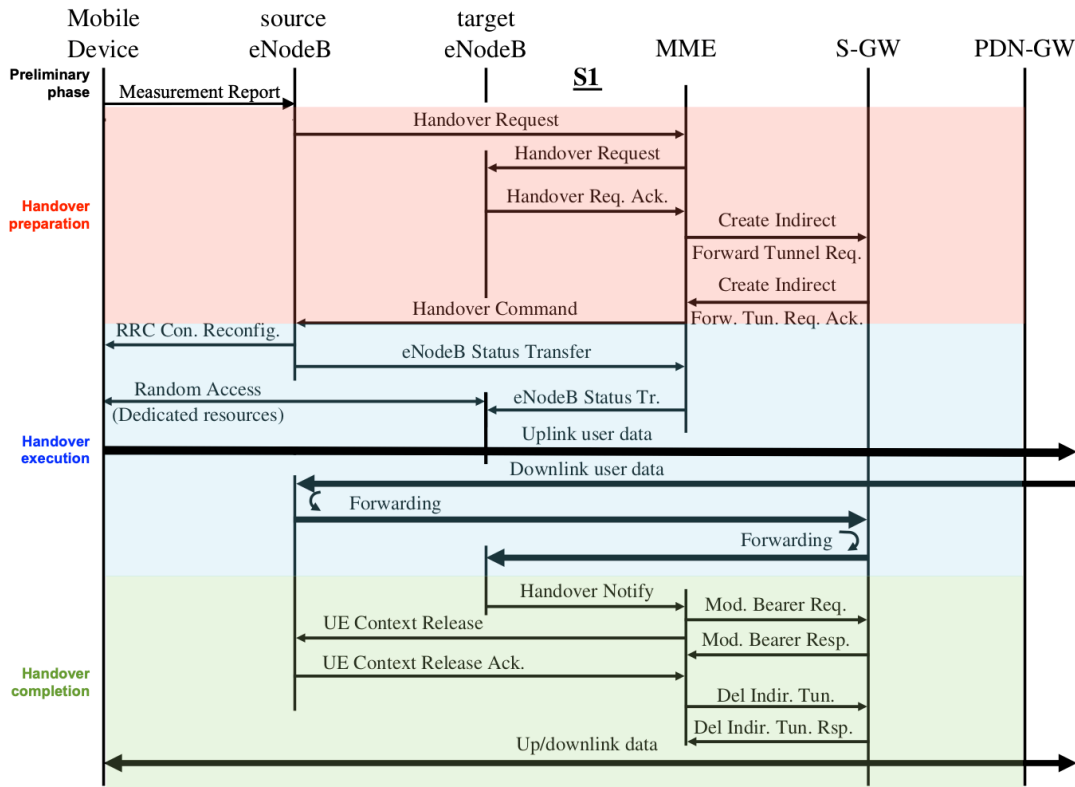 Mobile
Device
source
eNodeB
target
eNodeB
MME
S-GW
PDN-GW
Preliminary
phase
S1
Measurement Report
Handover Request
Handover Request
Handover
preparation
Handover Req. Ack.
Create Indirect
Forward Tunnel Req.
Create Indirect
Handover Command
Forw. Tun. Req. Ack.
RRC Con. Reconfig.
eNodeB Status Transfer
Random Access
(Dedicated resources)
eNodeB Status Tr.
Handover
execution
Uplink user data
Downlink user data
Forwarding
Forwarding
Handover Notify
Mod. Bearer Req.
UE Context Release
Mod. Bearer Resp.
UE Context Release Ack.
Handover
completion
Del Indir. Tun.
Del Indir. Tun. Rsp.
Up/downlink data